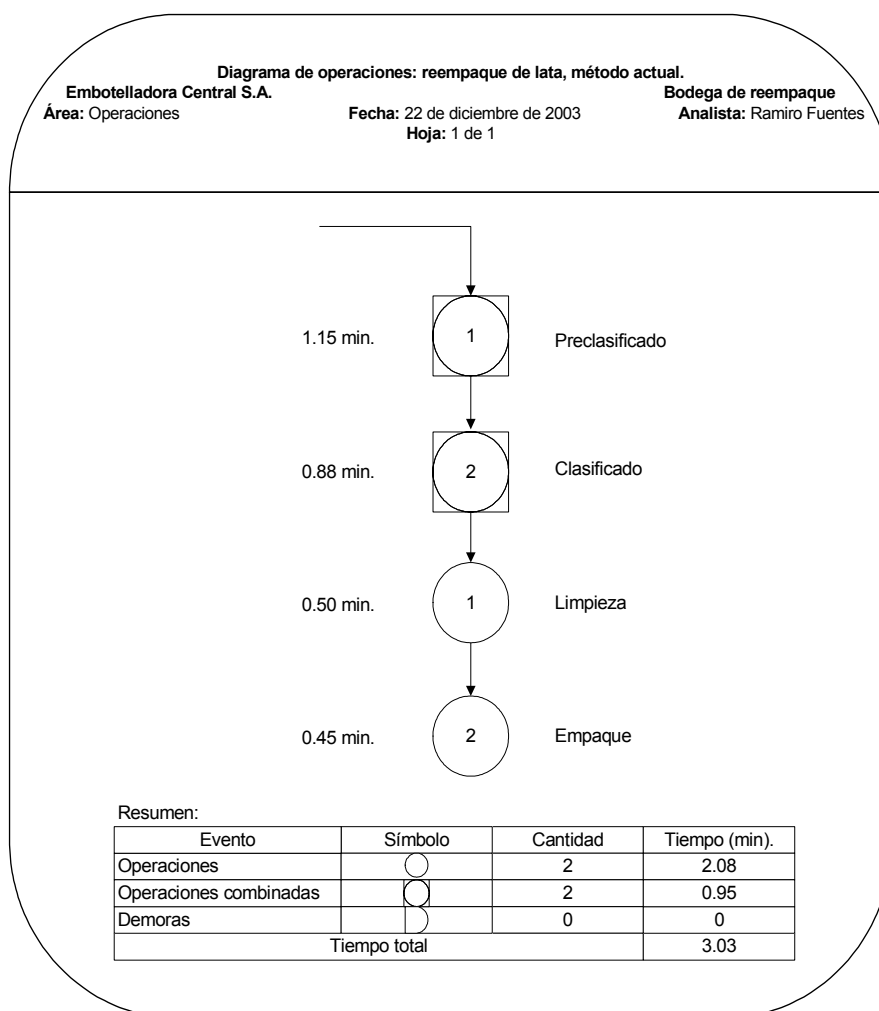 Diagrama de operaciones: reempaque de lata, método actual.
Embotelladora Central S.A. Bodega de reempaque
Área: Operaciones Fecha: 22 de diciembre de 2003 Analista: Ramiro Fuentes
Hoja: 1 de 1
1.15 min. 1 Preclasificado
0.88 min. 2 Clasificado
0.50 min. 1 Limpieza
0.45 min. 2 Empaque
Resumen:
Evento Símbolo Cantidad Tiempo (min).
Operaciones 2 2.08
Operaciones combinadas 2 0.95
Demoras 0 0
Tiempo total 3.03